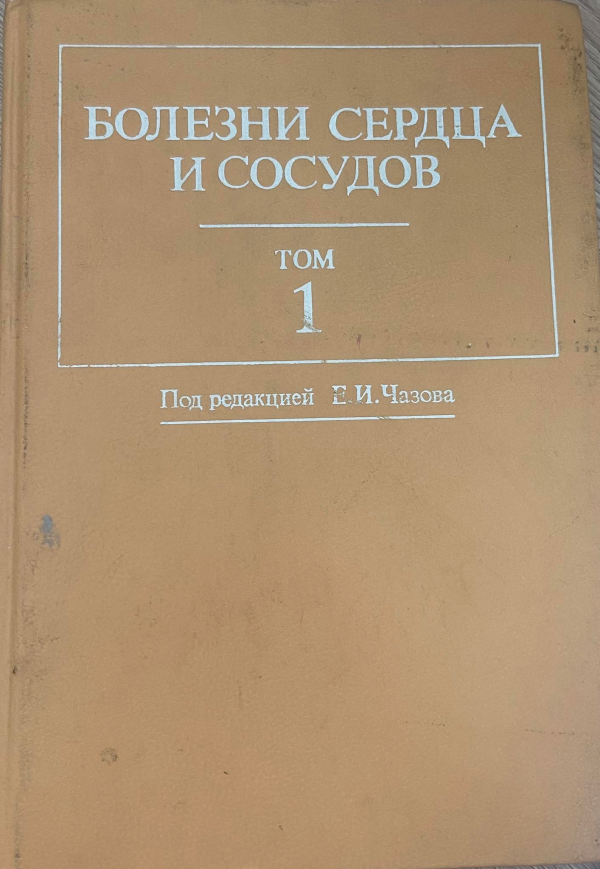 БОЛЕЗНИ СЕРДЦА
И СОСУДОВ
ТОМ
1
Под редакцией Е.И.Чазова